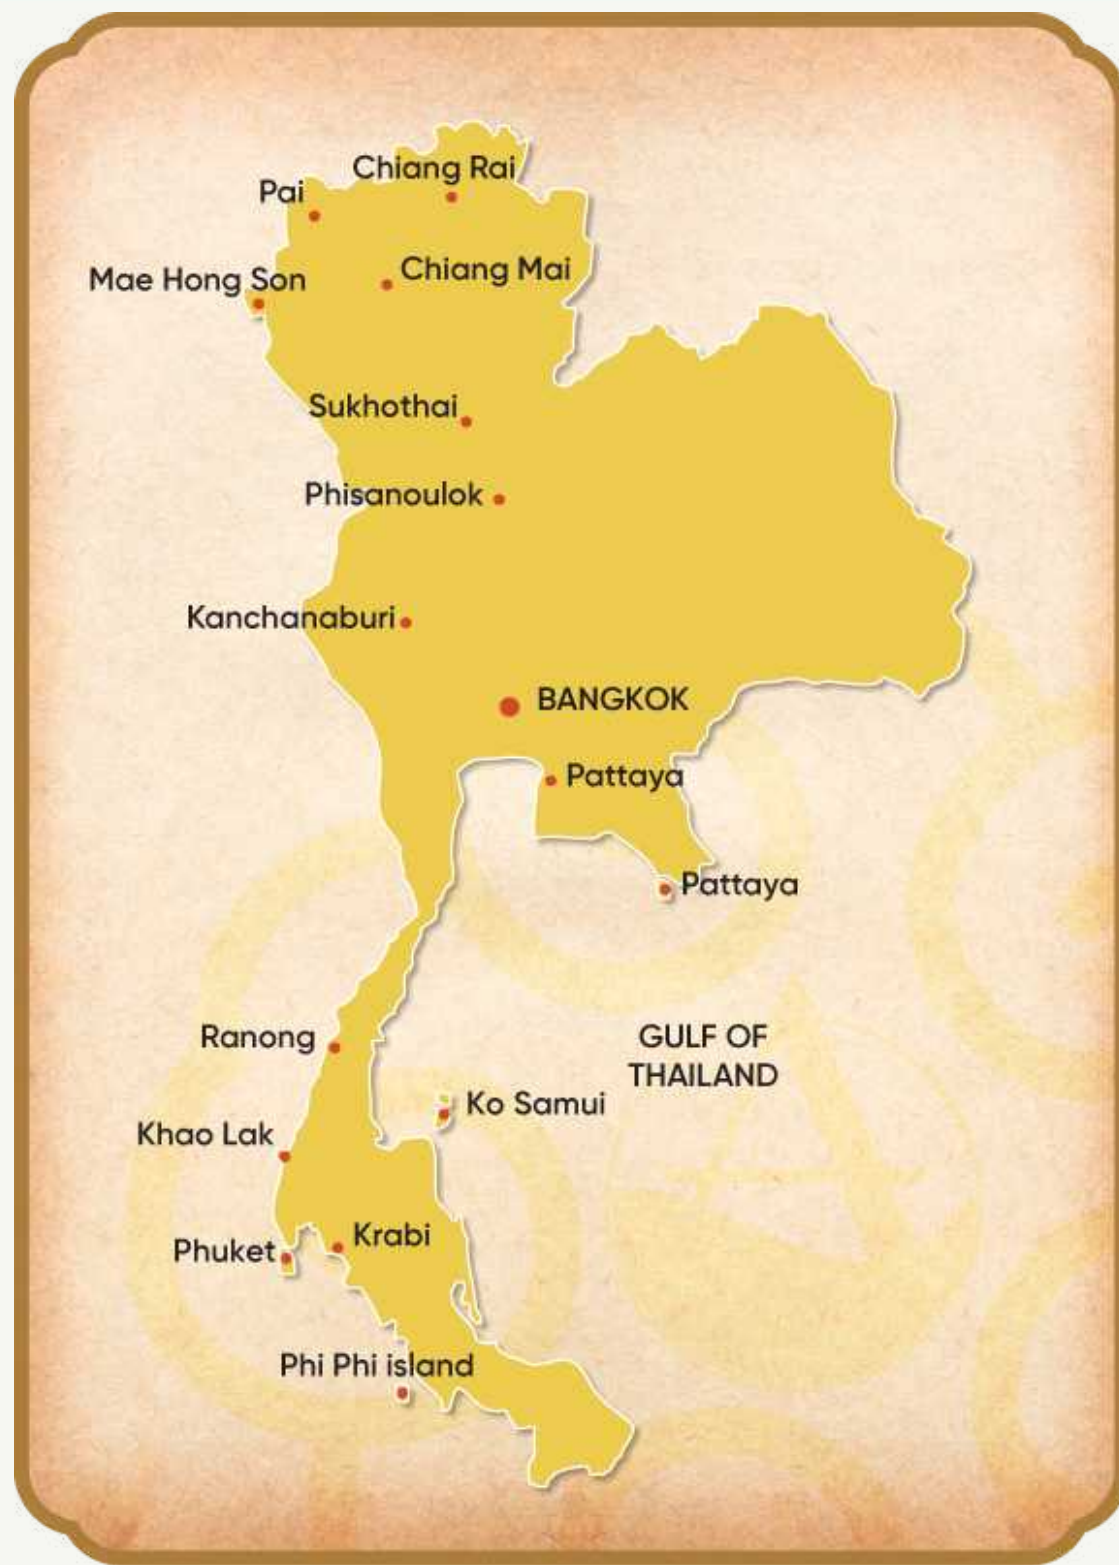 Chiang Rai
Pai
Chiang Mai
Mae Hong Son
Sukhothai
Phisanoulok
Kanchanaburi
BANGKOK
Pattaya
Pattaya
GULF OF
THAILAND
Ranong
Ko Samui
Khao Lak
Krabi
Phuket
Phi Phi island